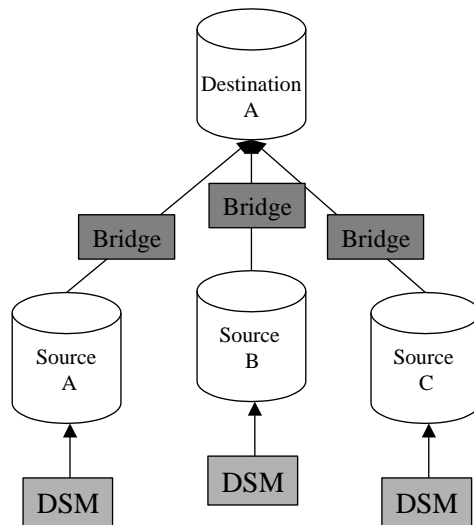 Destination
A
Bridge
Bridge
Bridge
Source
A
Source
B
Source
C
DSM
DSM
DSM